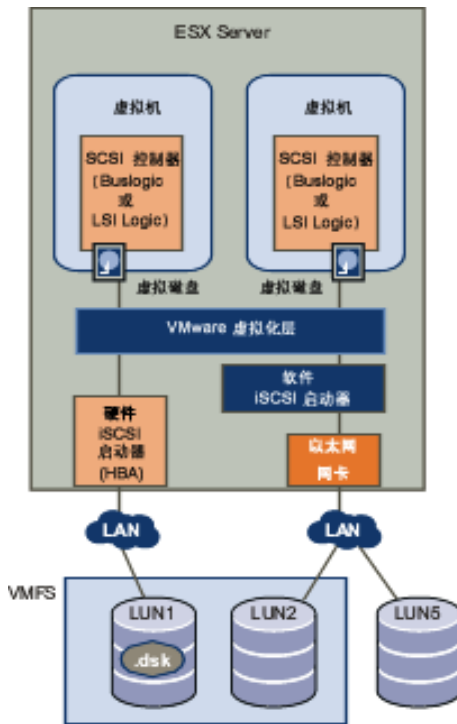 ESX Server
虚拟机
虚拟机
SCSI 控制器
(Buslogic
或
LSI Logic)
SCSI 控制器
(Buslogic
或
LSI Logic)
虚拟磁盘
虚拟磁盘
VMware 虚拟化层
软件
iSCSI 启动器
硬件
iSCSI
启动器
(HBA)
以太网
网卡
LAN
LAN
VMFS
LUN1
LUN2
LUN5
.dsk